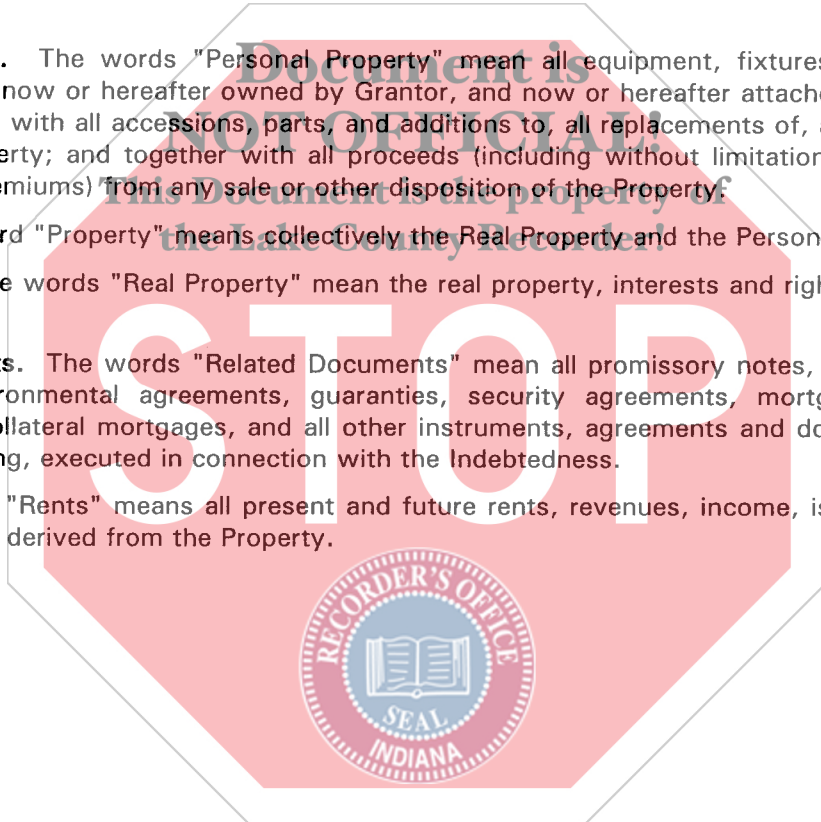 Document is
. The words "Personal Property" mean all equipment, fixtures
now or hereafter owned by Grantor, and now or hereafter attache
NOT OFFICIAL!
with all accessions, parts, and additions to, all replacements of, a
erty; and together with all proceeds (including without limitation
emiums) from any sale or other disposition of the Property.
This Document is the property of
rd "Property" means collectively the Real Property and the Person
the Lake County Recorder!
e words "Real Property" mean the real property, interests and righ
STOP
ts. The words "Related Documents" mean all promissory notes,
ronmental agreements, guaranties, security agreements, mortg
ollateral mortgages, and all other instruments, agreements and do
ng, executed in connection with the Indebtedness.
"Rents" means all present and future rents, revenues, income, is
derived from the Property.
RECORDER'S OFFICE
SEAL
INDIANA